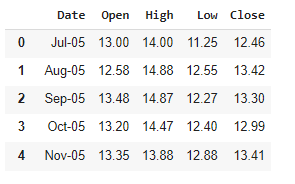 Date Open High Low Close
0 Jul-05 13.00 14.00 11.25 12.46
1 Aug-05 12.58 14.88 12.55 13.42
2 Sep-05 13.48 14.87 12.27 13.30
3 Oct-05 13.20 14.47 12.40 12.99
4 Nov-05 13.35 13.88 12.88 13.41